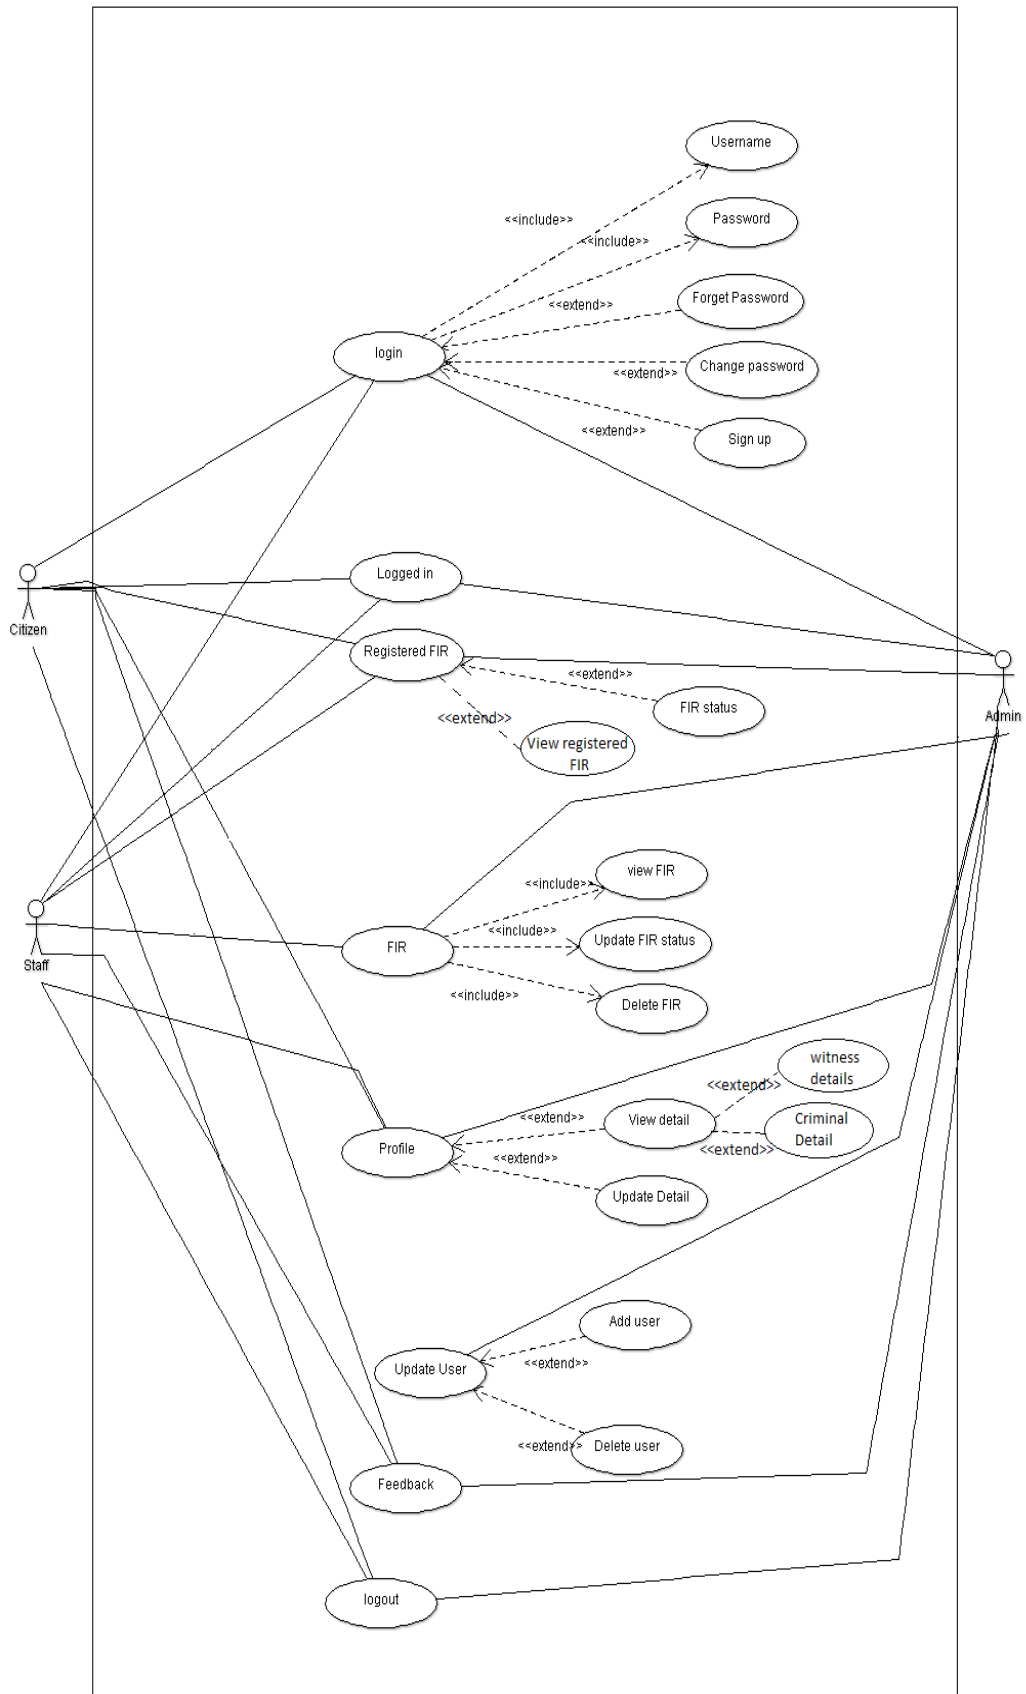 Username
<<include>>
Password
<<include>>
Forget Password
<<extend>>
login
Change password
<<extend>>
Sign up
<<extend>>
Logged in
Citizen
Registered FIR
<<extend>>
FIR status
Admin
<<extend>>
View registered
FIR
view FIR
<<include>>
<<include>>
Update FIR status
FIR
Staff
<<include>>
Delete FIR
witness
details
<<extend>>
<<extend>>
View detail
Criminal
Detail
Profile
<<extend>>
<<extend>>
Update Detail
Add user
<<extend>>
Update User
<<extend>>
Delete user
Feedback
logout